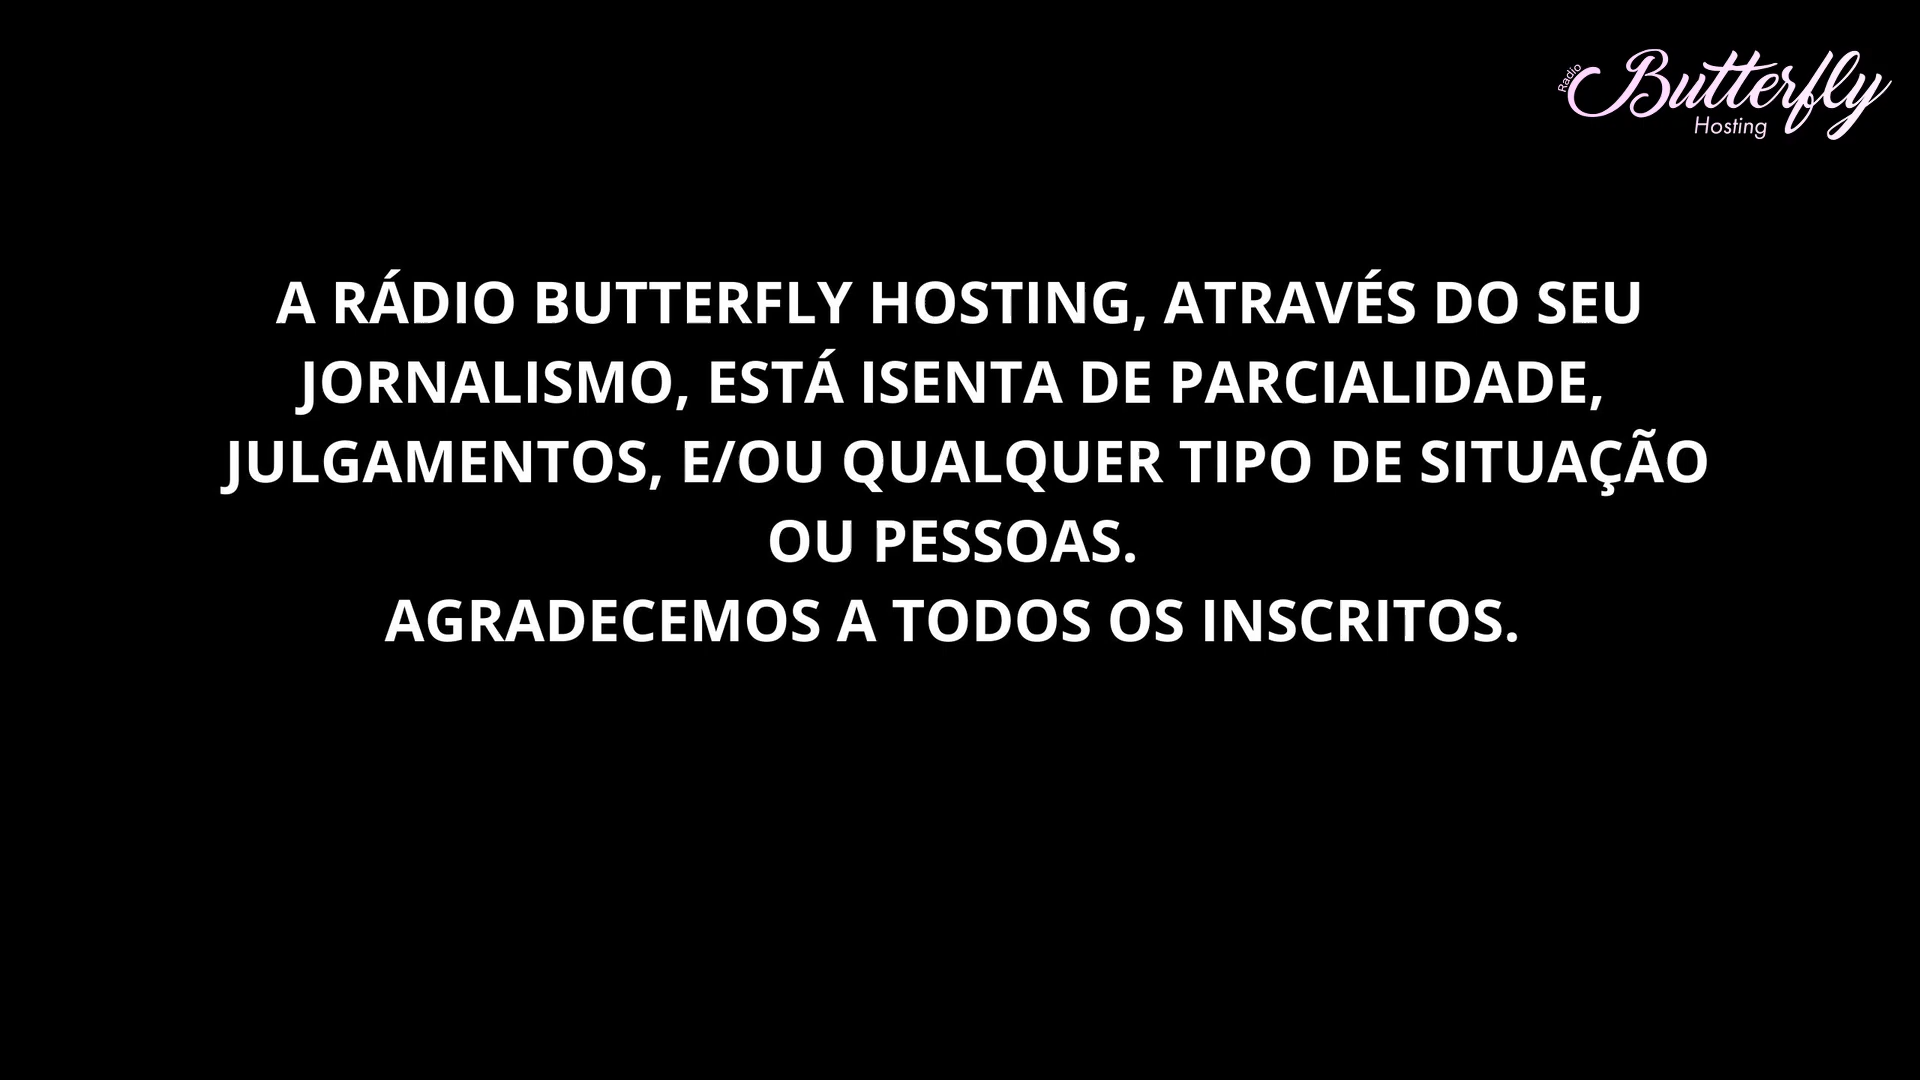 Radio
Butterfly
Hosting
A RÁDIO BUTTERFLY HOSTING, ATRAVÉS DO SEU
JORNALISMO, ESTÁ ISENTA DE PARCIALIDADE,
JULGAMENTOS, E/OU QUALQUER TIPO DE SITUAÇÃO
OU PESSOAS.
AGRADECEMOS A TODOS OS INSCRITOS.